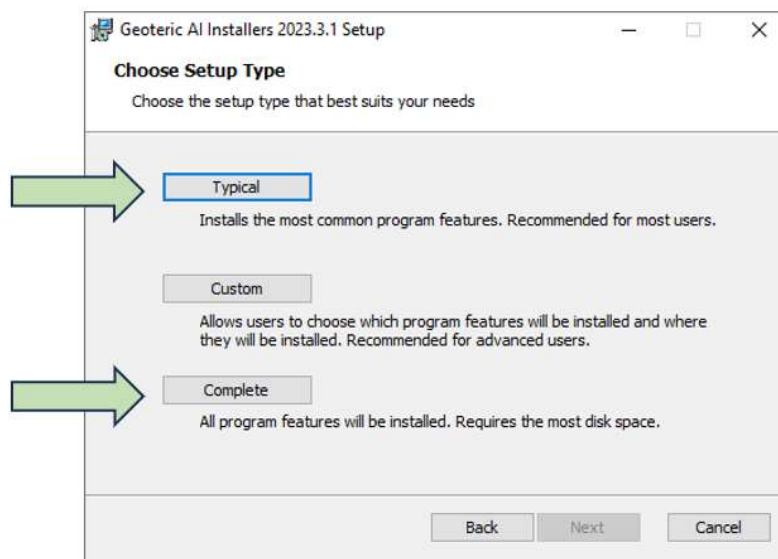 Geoteric AI Installers 2023.3.1 Setup
Choose Setup Type
Choose the setup type that best suits your needs
Typical
Installs the most common program features. Recommended for most users.
Custom
Allows users to choose which program features will be installed and where
they will be installed. Recommended for advanced users.
Complete
All program features will be installed. Requires the most disk space.
Back Next Cancel